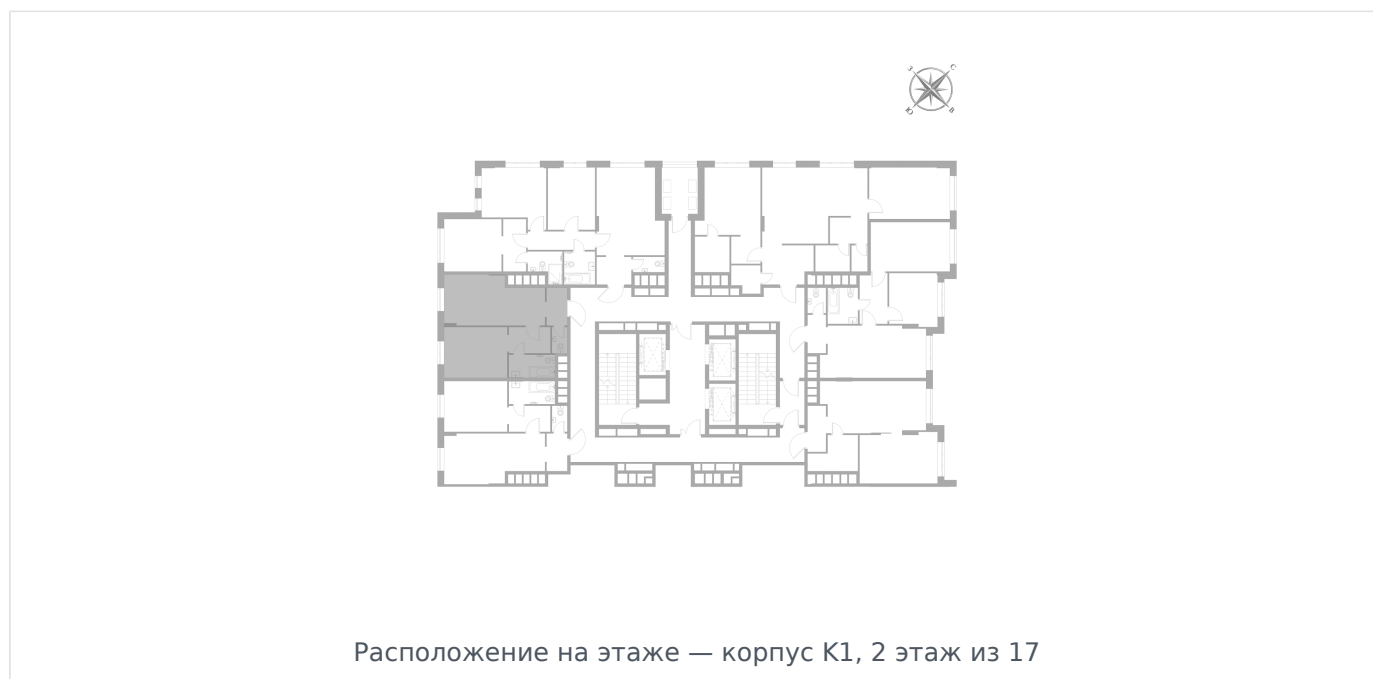 З С
Ю В
Расположение на этаже — корпус К1, 2 этаж из 17